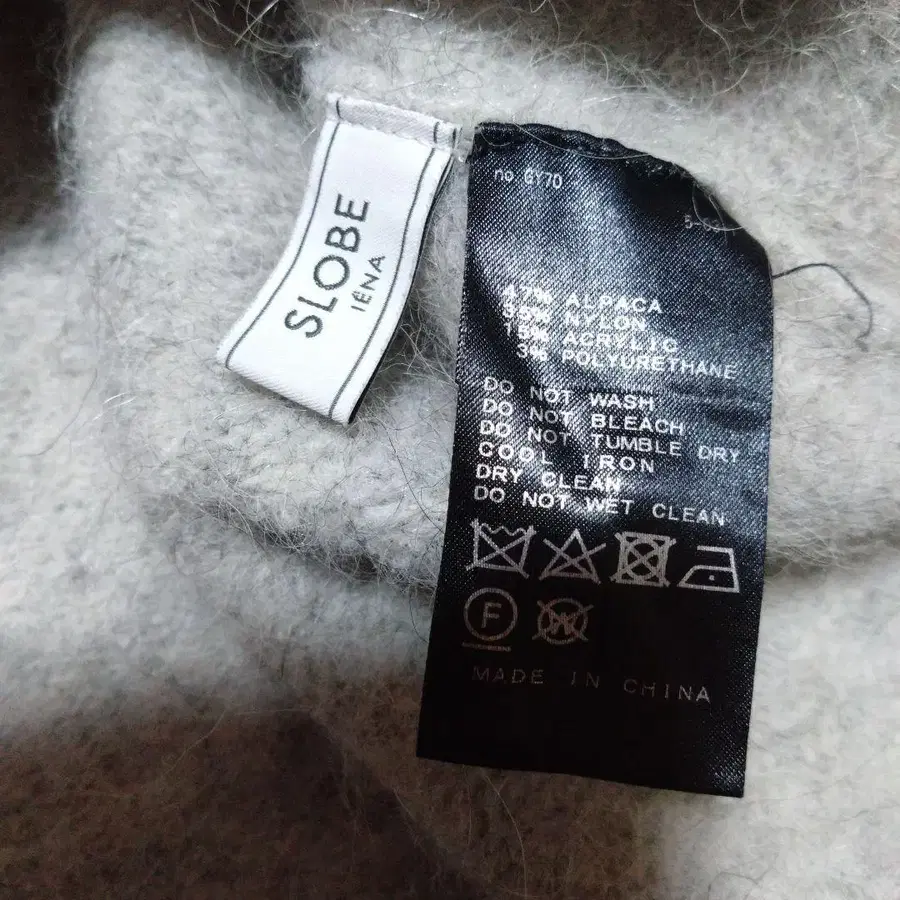 SLOBE
IÉNA
no
47% ALPACA
35% NYLON
15% ACRYLIC
3% POLYURETHANE
DO NOT WASH
DO NOT BLEACH
DO NOT TUMBLE DRY
COOL IRON
DRY CLEAN
DO NOT WET CLEAN
F
W
MADE IN CHINA